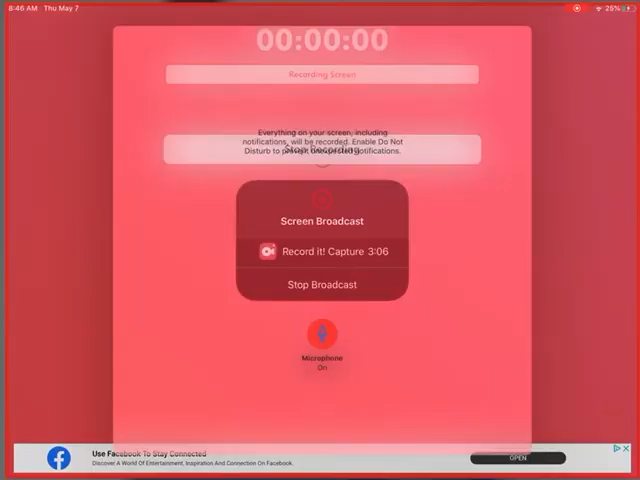 8:46 AM Thu May 7
25%
00:00:00
Recording Screen
Everything on your screen, including
notifications, will be recorded. Enable Do Not
Disturb to prevent unexpected notifications.
Stop Recording
Screen Broadcast
Record it! Capture 3:06
Stop Broadcast
Microphone
On
Use Facebook To Stay Connected
Discover A World Of Entertainment, Inspiration And Connection On Facebook.
OPEN